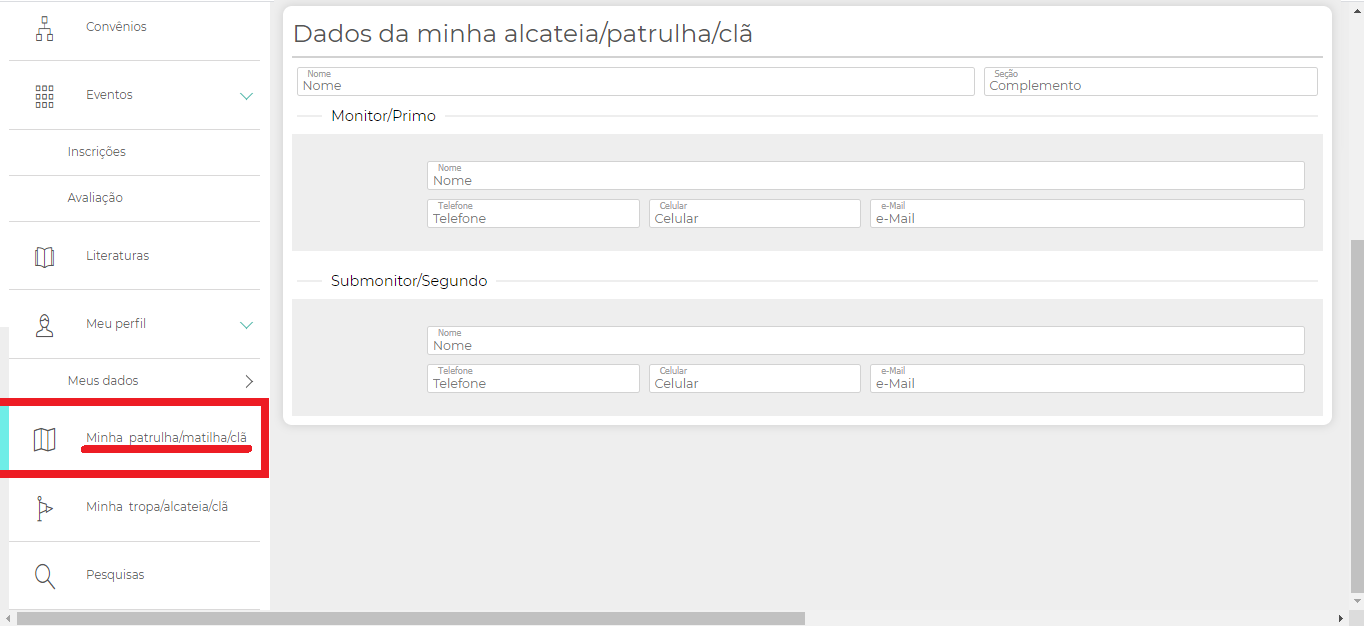 Convênios
Eventos
Inscrições
Avaliação
Literaturas
Meu perfil
Meus dados
Minha patrulha/matilha/clã
Minha tropa/alcateia/clã
Pesquisas
Dados da minha alcateia/patrulha/clã
Nome Seção
Nome Complemento
Monitor/Primo
Nome
Nome
Telefone Celular e-Mail
Telefone Celular e-Mail
Submonitor/Segundo
Nome
Nome
Telefone Celular e-Mail
Telefone Celular e-Mail